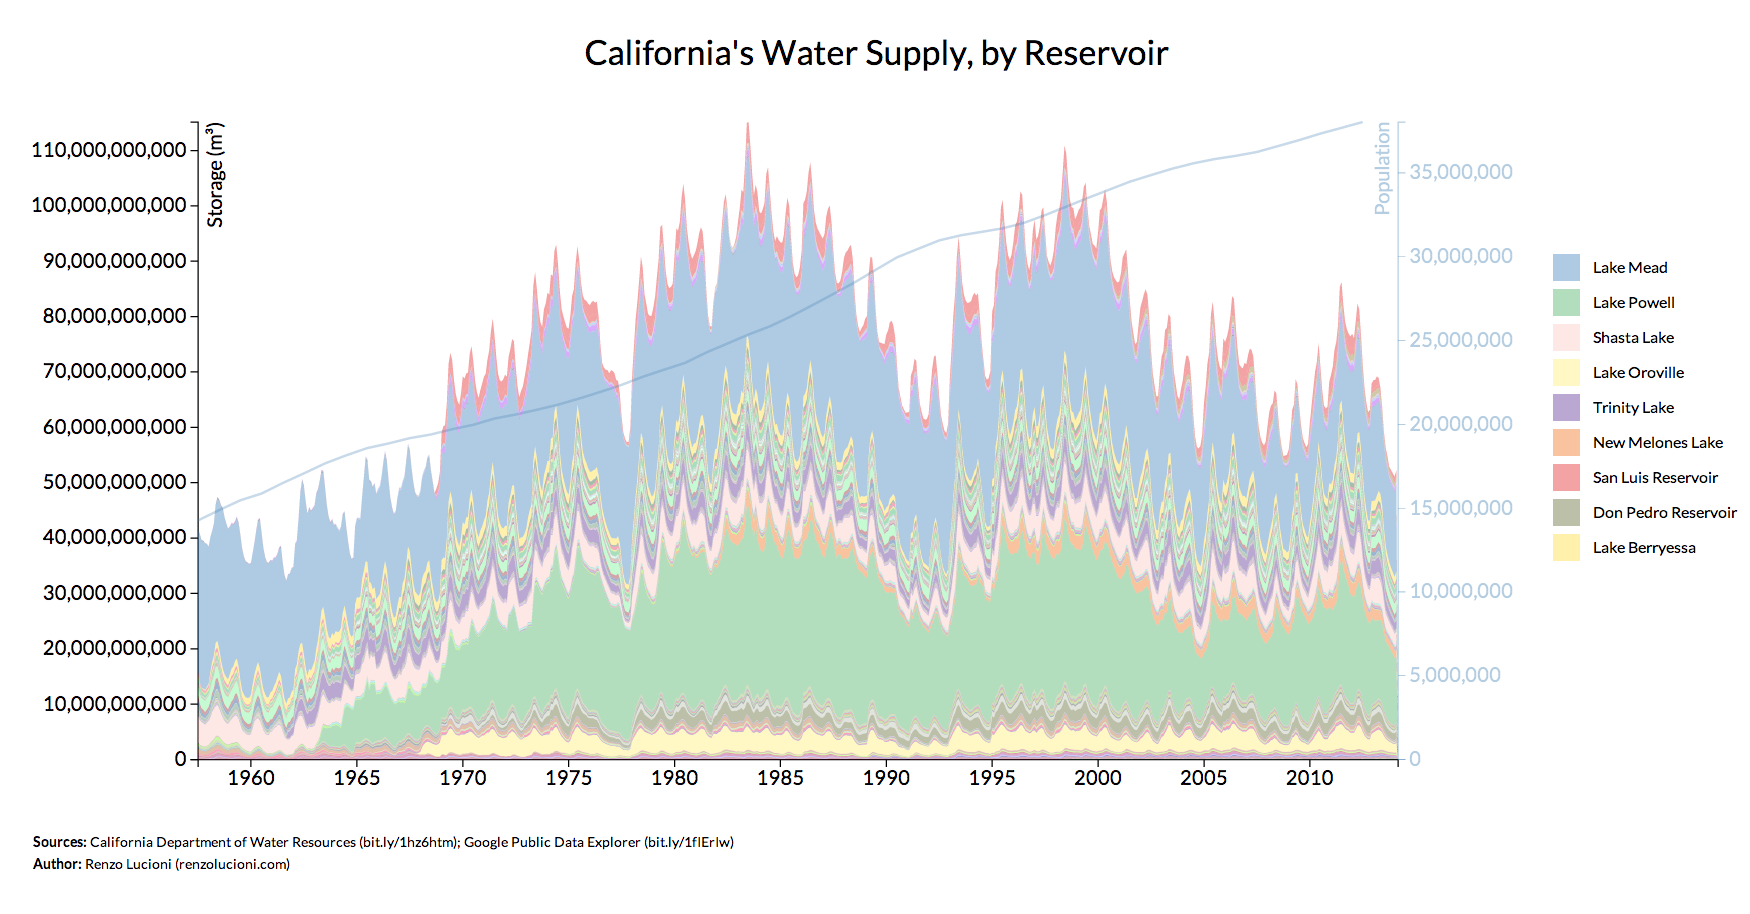 California's Water Supply, by Reservoir
Storage (m³)
110,000,000,000
100,000,000,000
90,000,000,000
80,000,000,000
70,000,000,000
60,000,000,000
50,000,000,000
40,000,000,000
30,000,000,000
20,000,000,000
10,000,000,000
0
1960 1965 1970 1975 1980 1985 1990 1995 2000 2005 2010
Population
35,000,000
30,000,000
25,000,000
20,000,000
15,000,000
10,000,000
5,000,000
0
Lake Mead
Lake Powell
Shasta Lake
Lake Oroville
Trinity Lake
New Melones Lake
San Luis Reservoir
Don Pedro Reservoir
Lake Berryessa
Sources: California Department of Water Resources (bit.ly/1hz6htm); Google Public Data Explorer (bit.ly/1flErIw)
Author: Renzo Lucioni (renzolucioni.com)